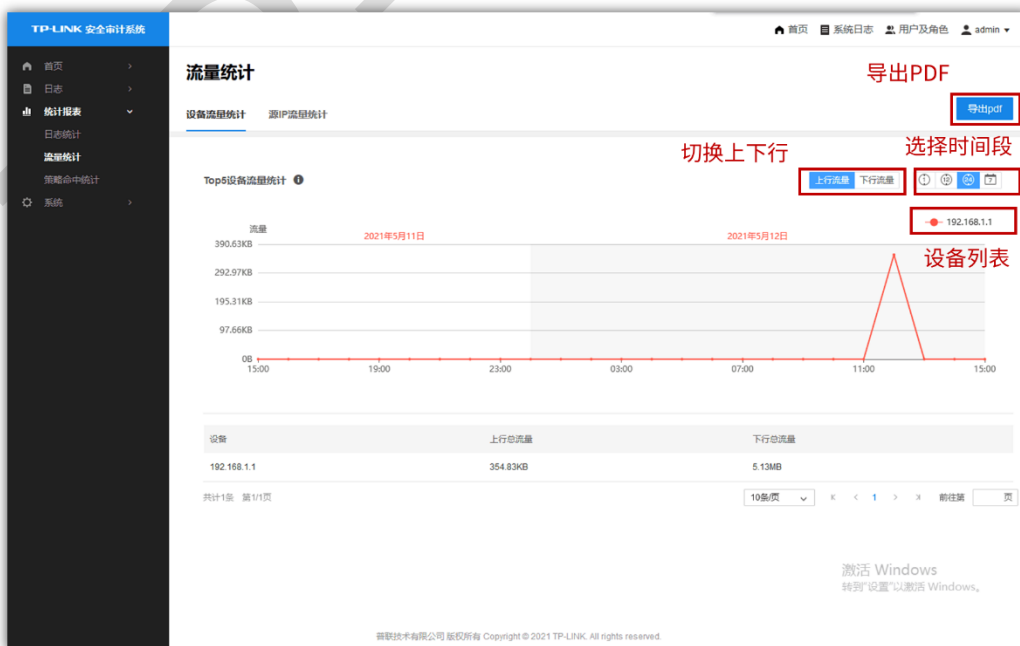 TP-LINK 安全审计系统
首页 系统日志 用户及角色 admin
首页
日志
统计报表
日志统计
流量统计
策略命中统计
系统
流量统计
导出PDF
设备流量统计 源IP流量统计
导出pdf
切换上下行
选择时间段
Top5设备流量统计
上行流量 下行流量 1 12 24 7
192.168.1.1
设备列表
流量
2021年5月11日 2021年5月12日
390.63KB
292.97KB
195.31KB
97.66KB
0B
15:00 19:00 23:00 03:00 07:00 11:00 15:00
设备 上行总流量 下行总流量
192.168.1.1 354.83KB 5.13MB
共计1条 第1/1页 10条/页 1 前往第 页
激活 Windows
转到"设置"以激活 Windows。
普联技术有限公司 版权所有 Copyright © 2021 TP-LINK. All rights reserved.